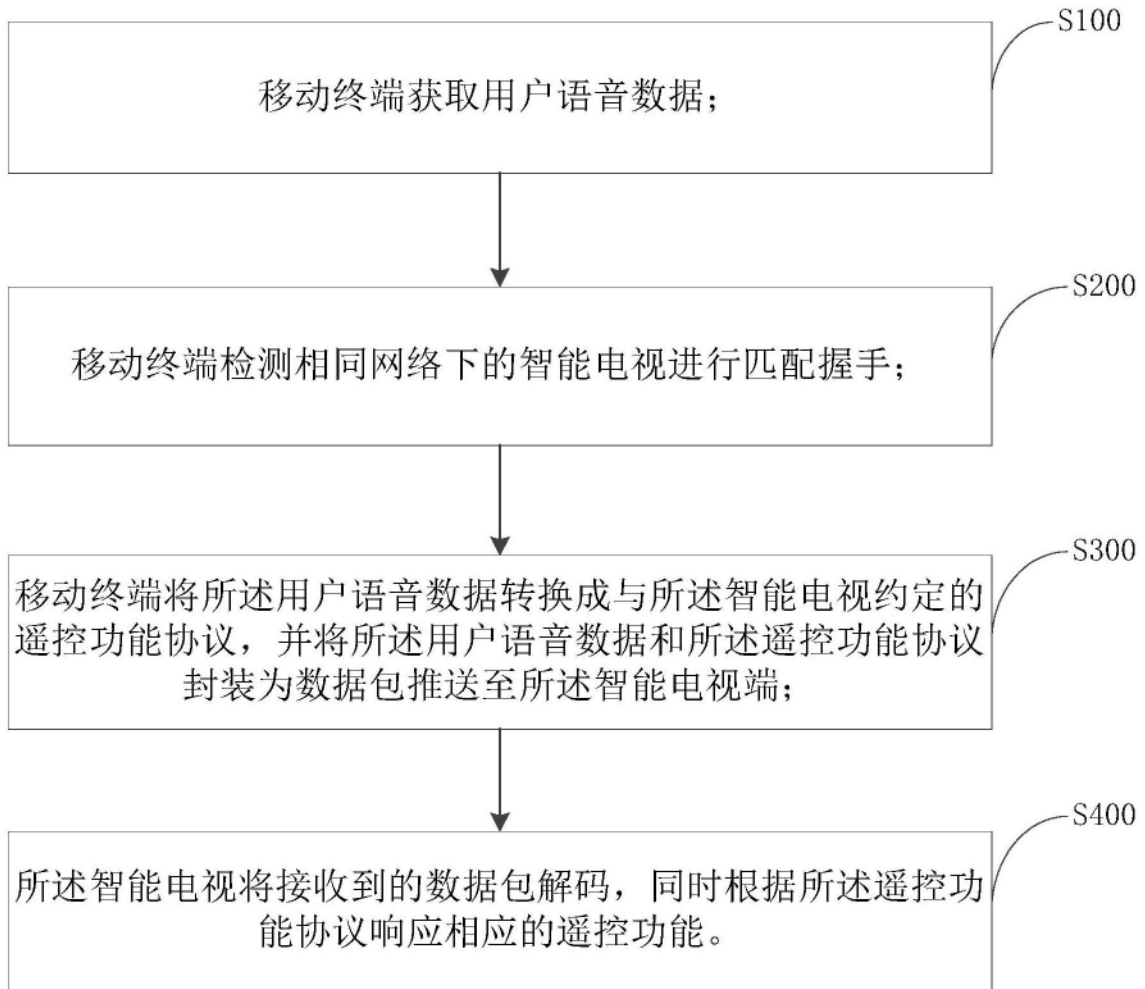 S100
移动终端获取用户语音数据；
S200
移动终端检测相同网络下的智能电视进行匹配握手；
S300
移动终端将所述用户语音数据转换成与所述智能电视约定的
遥控功能协议，并将所述用户语音数据和所述遥控功能协议
封装为数据包推送至所述智能电视端；
S400
所述智能电视将接收到的数据包解码，同时根据所述遥控功
能协议响应相应的遥控功能。